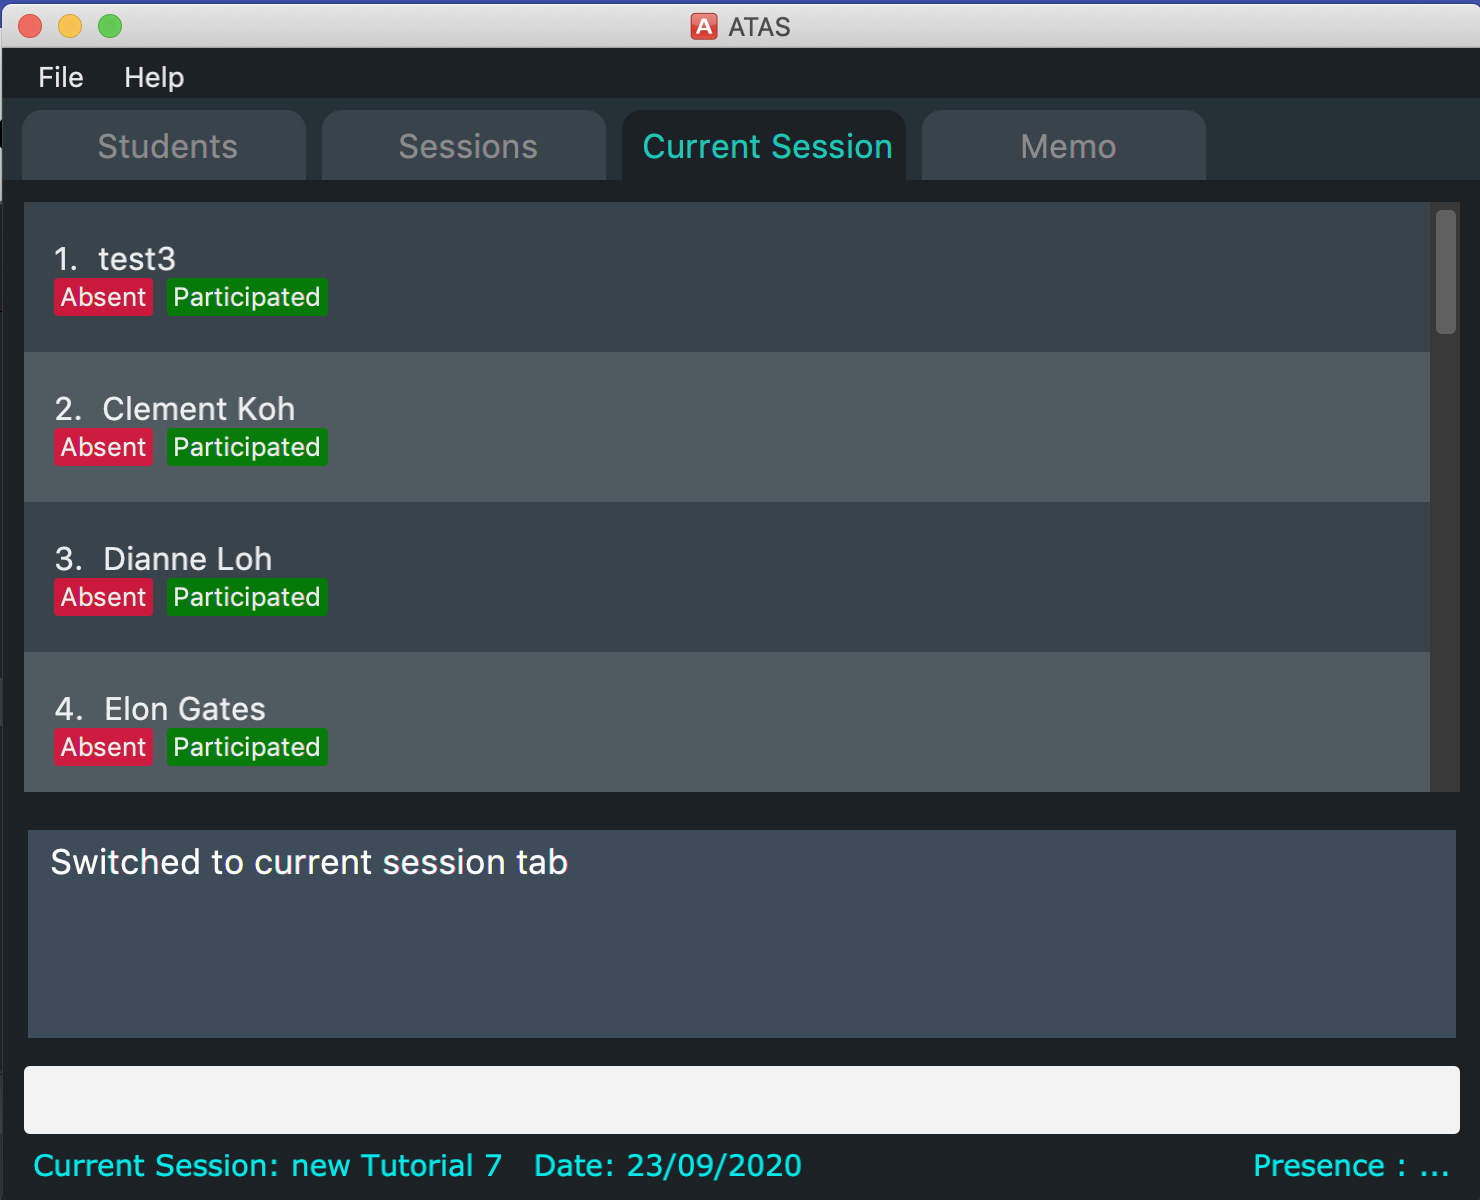 A ATAS
File Help
Students Sessions Current Session Memo
1. test3
Absent Participated
2. Clement Koh
Absent Participated
3. Dianne Loh
Absent Participated
4. Elon Gates
Absent Participated
Switched to current session tab
Current Session: new Tutorial 7 Date: 23/09/2020 Presence : ...